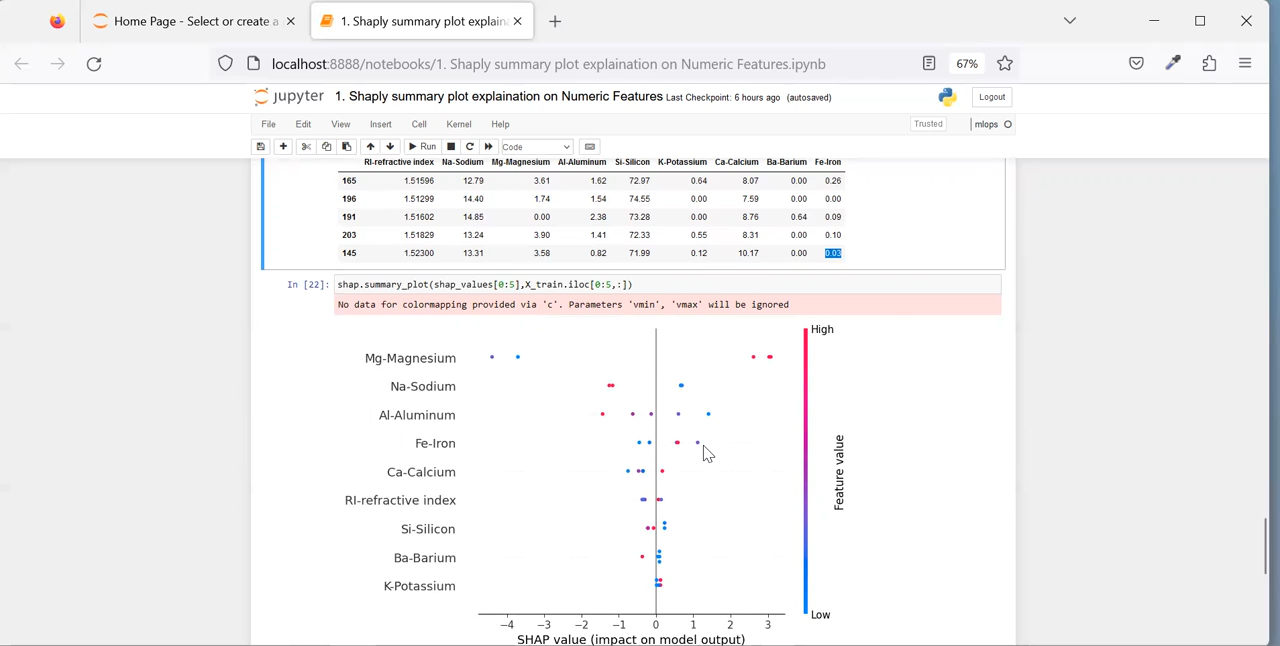 Home Page - Select or create a
1. Shaply summary plot explain
localhost:8888/notebooks/1. Shaply summary plot explaination on Numeric Features.ipynb
67%
jupyter 1. Shaply summary plot explaination on Numeric Features Last Checkpoint: 6 hours ago (autosaved)
Logout
File Edit View Insert Cell Kernel Help
Trusted
mlops
Run
Code
RI-refractive index Na-Sodium Mg-Magnesium Al-Aluminum Si-Silicon K-Potassium Ca-Calcium Ba-Barium Fe-Iron
165 1.51596 12.79 3.61 1.62 72.97 0.64 8.07 0.00 0.26
196 1.51299 14.40 1.74 1.54 74.55 0.00 7.59 0.00 0.00
191 1.51602 14.85 0.00 2.38 73.28 0.00 8.76 0.64 0.09
203 1.51829 13.24 3.90 1.41 72.33 0.55 8.31 0.00 0.10
145 1.52300 13.31 3.58 0.82 71.99 0.12 10.17 0.00 0.03
In [22]: shap.summary_plot(shap_values[0:5],X_train.iloc[0:5,:])
No data for colormapping provided via 'c'. Parameters 'vmin', 'vmax' will be ignored
High
Mg-Magnesium
Na-Sodium
Al-Aluminum
Fe-Iron
Ca-Calcium
RI-refractive index
Si-Silicon
Ba-Barium
K-Potassium
Feature value
Low
−4 −3 −2 −1 0 1 2 3
SHAP value (impact on model output)